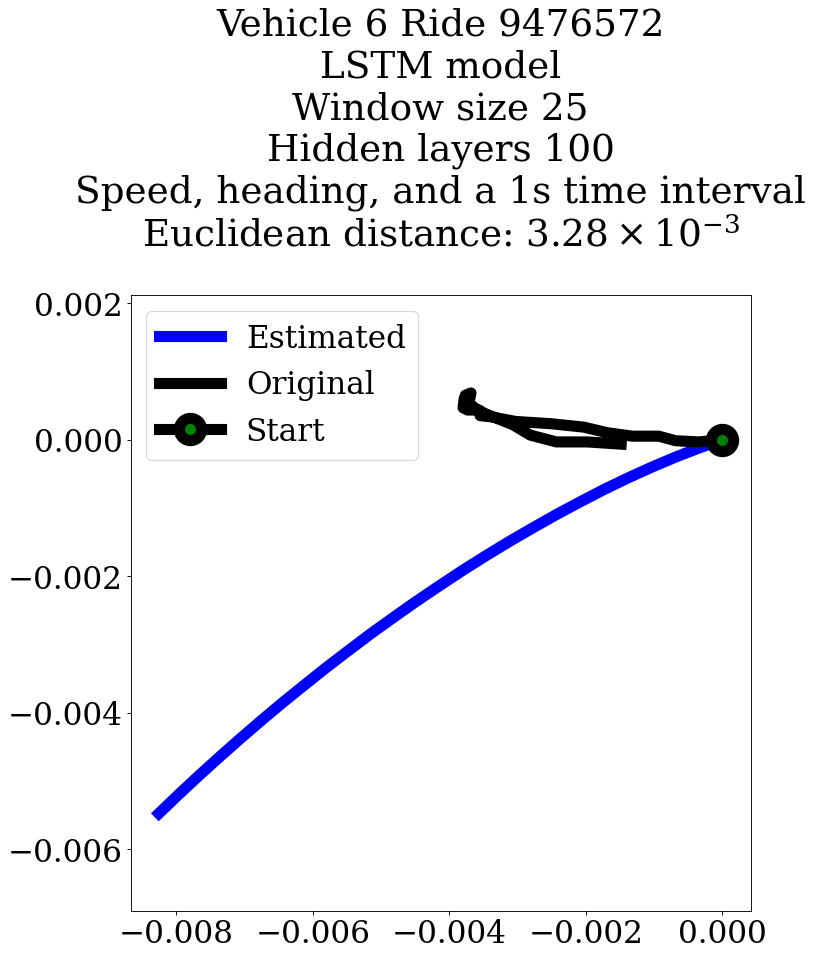 Vehicle 6 Ride 9476572
LSTM model
Window size 25
Hidden layers 100
Speed, heading, and a 1s time interval
Euclidean distance: 3.28 × 10⁻³
Estimated
Original
Start
0.002
0.000
−0.002
−0.004
−0.006
−0.008 −0.006 −0.004 −0.002 0.000